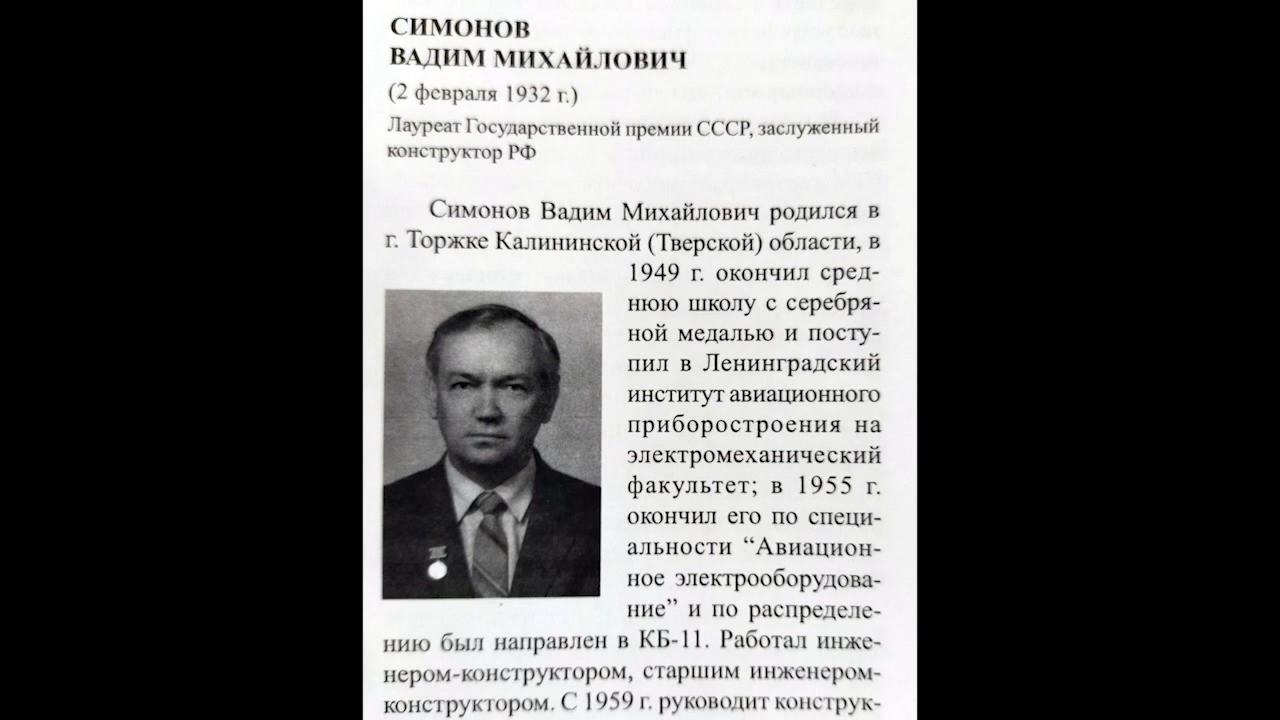 СИМОНОВ
ВАДИМ МИХАЙЛОВИЧ
(2 февраля 1932 г.)
Лауреат Государственной премии СССР, заслуженный
конструктор РФ
Симонов Вадим Михайлович родился в
г. Торжке Калининской (Тверской) области, в
1949 г. окончил сред-
нюю школу с серебря-
ной медалью и посту-
пил в Ленинградский
институт авиационного
приборостроения на
электромеханический
факультет; в 1955 г.
окончил его по специ-
альности “Авиацион-
ное электрооборудова-
ние” и по распределе-
нию был направлен в КБ-11. Работал инже-
нером-конструктором, старшим инженером-
конструктором. С 1959 г. руководит конструк-